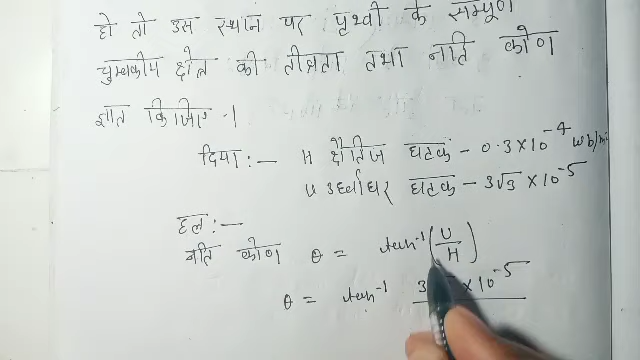 हो तो उस स्थान पर पृथ्वी के सम्पूर्ण
चुम्बकीय क्षेत्र की तीव्रता तथा नति कोण
ज्ञात किजिए -।
दिया:- H क्षैतिज घटक - 0.3×10⁻⁴ wb/m
ऊर्ध्वाधर घटक - 3√3 × 10⁻⁵
हल:-
नति कोण θ = tan⁻¹(U/H)
θ = tan⁻¹ 3 × 10⁻⁵